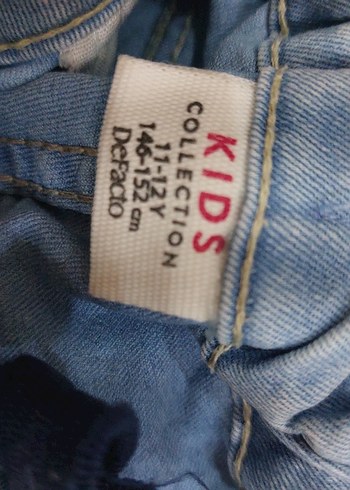 KIDS
COLLECTION
11-12Y
146-152 cm
DeFacto